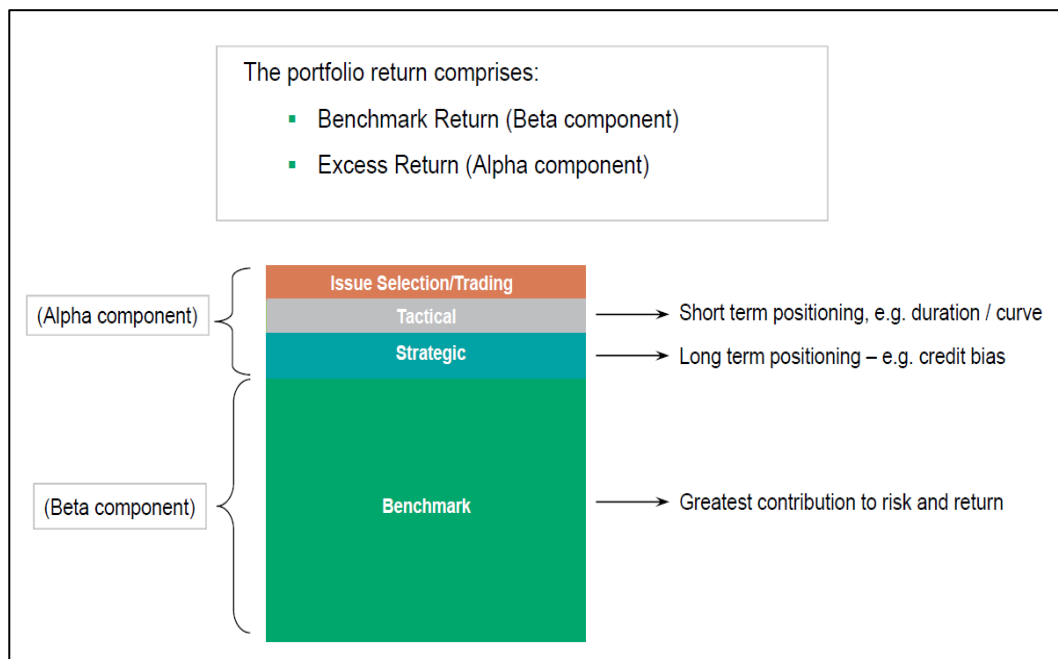 The portfolio return comprises:
▪ Benchmark Return (Beta component)
▪ Excess Return (Alpha component)
Issue Selection/Trading
(Alpha component)
Tactical
Short term positioning, e.g. duration / curve
Strategic
Long term positioning – e.g. credit bias
(Beta component)
Benchmark
Greatest contribution to risk and return